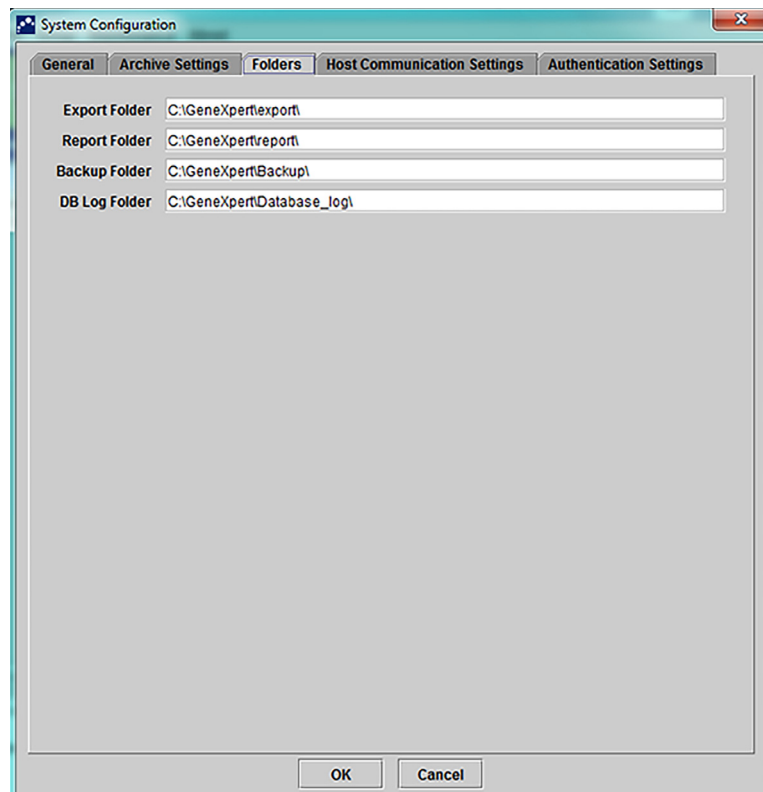 System Configuration
General Archive Settings Folders Host Communication Settings Authentication Settings
Export Folder C:\GeneXpert\export\
Report Folder C:\GeneXpert\report\
Backup Folder C:\GeneXpert\Backup\
DB Log Folder C:\GeneXpert\Database_log\
OK Cancel